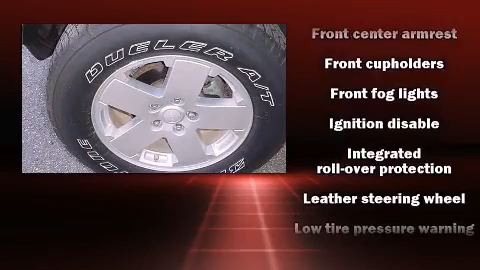 DUELER A/T
Front center armrest
Front cupholders
Front fog lights
Ignition disable
Integrated
roll-over protection
Leather steering wheel
Low tire pressure warning